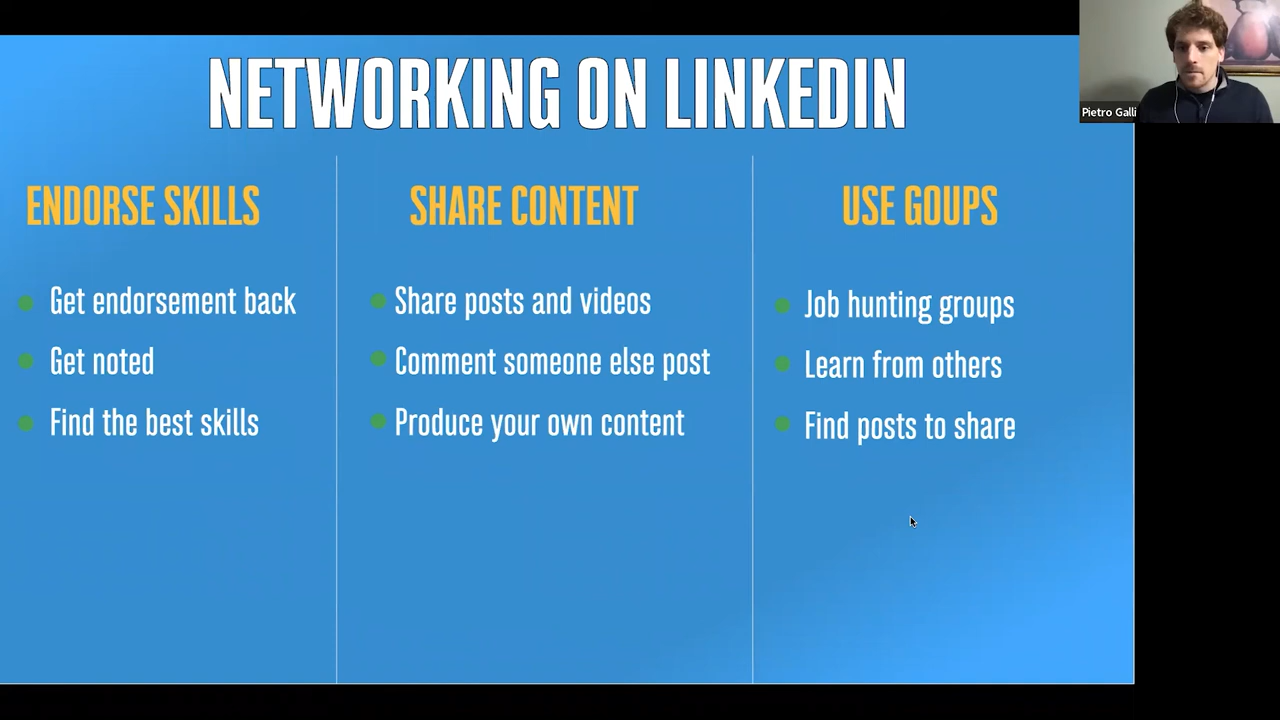 NETWORKING ON LINKEDIN
Pietro Galli
ENDORSE SKILLS
Get endorsement back
Get noted
Find the best skills
SHARE CONTENT
Share posts and videos
Comment someone else post
Produce your own content
USE GOUPS
Job hunting groups
Learn from others
Find posts to share